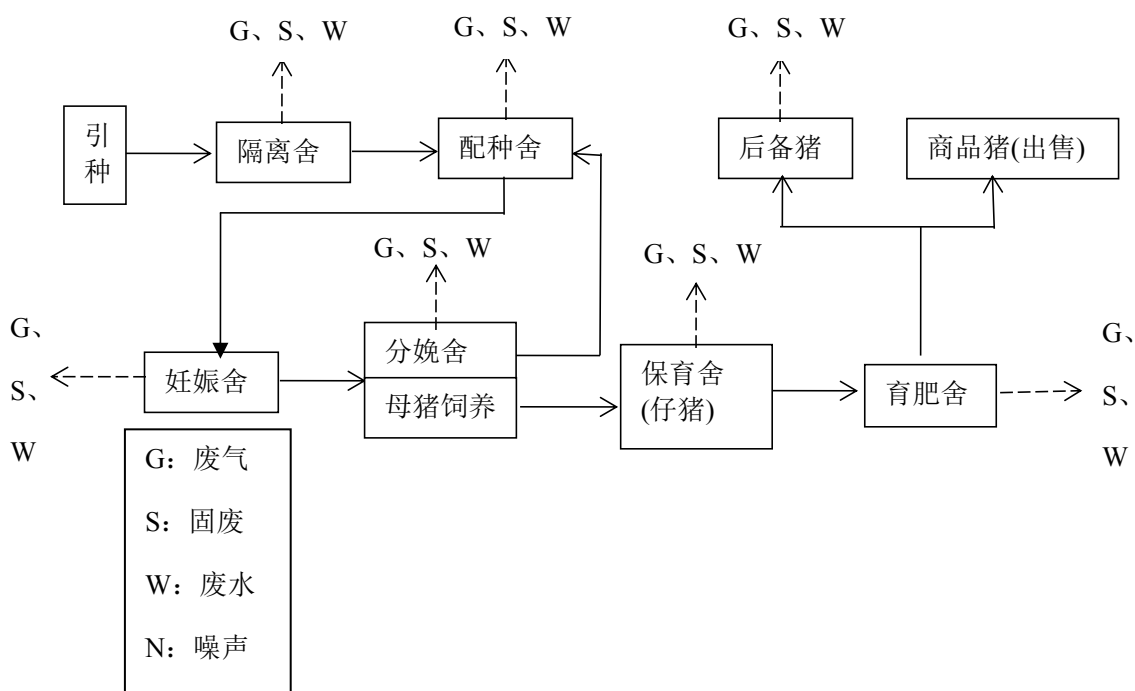 G、S、W
G、S、W
G、S、W
引
种
隔离舍
配种舍
后备猪
商品猪(出售)
G、S、W
G、S、W
G、
S、
W
妊娠舍
分娩舍
母猪饲养
保育舍
(仔猪)
育肥舍
G、
S、
W
G：废气
S：固废
W：废水
N：噪声